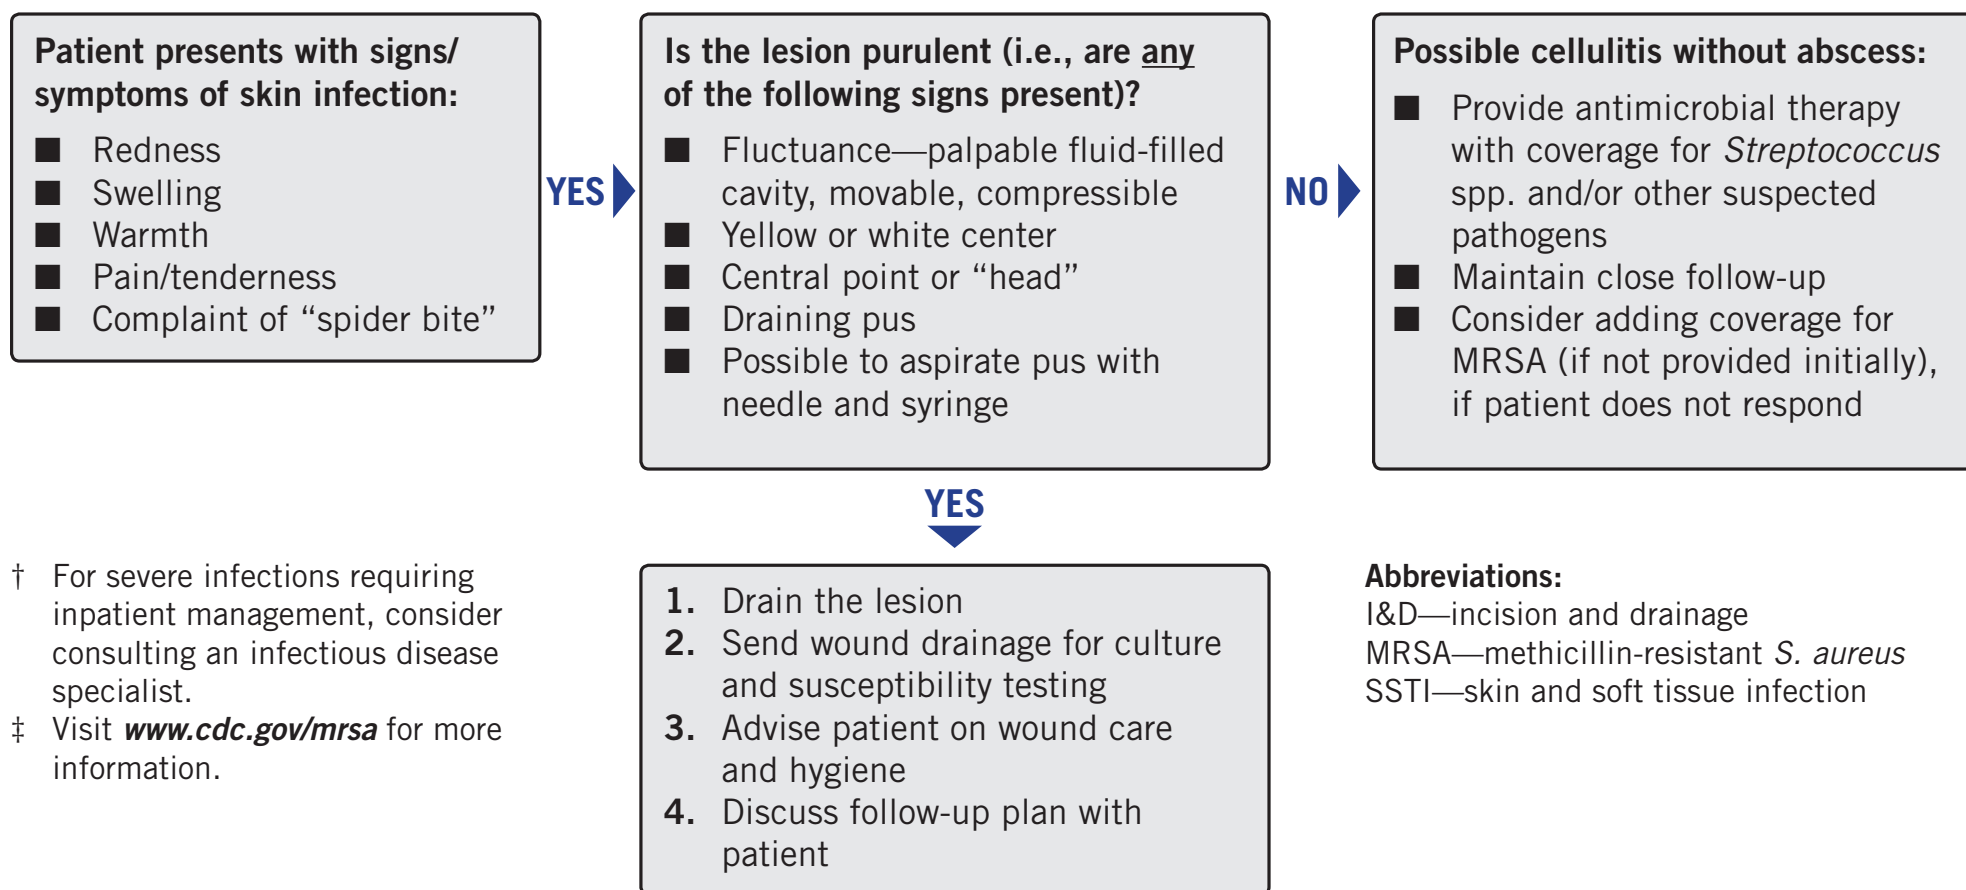 Patient presents with signs/
symptoms of skin infection:
■ Redness
■ Swelling
■ Warmth
■ Pain/tenderness
■ Complaint of “spider bite”
YES
Is the lesion purulent (i.e., are any
of the following signs present)?
■ Fluctuance—palpable fluid-filled
cavity, movable, compressible
■ Yellow or white center
■ Central point or “head”
■ Draining pus
■ Possible to aspirate pus with
needle and syringe
NO
Possible cellulitis without abscess:
■ Provide antimicrobial therapy
with coverage for Streptococcus
spp. and/or other suspected
pathogens
■ Maintain close follow-up
■ Consider adding coverage for
MRSA (if not provided initially),
if patient does not respond
YES
1. Drain the lesion
2. Send wound drainage for culture
and susceptibility testing
3. Advise patient on wound care
and hygiene
4. Discuss follow-up plan with
patient
† For severe infections requiring
inpatient management, consider
consulting an infectious disease
specialist.
‡ Visit www.cdc.gov/mrsa for more
information.
Abbreviations:
I&D—incision and drainage
MRSA—methicillin-resistant S. aureus
SSTI—skin and soft tissue infection